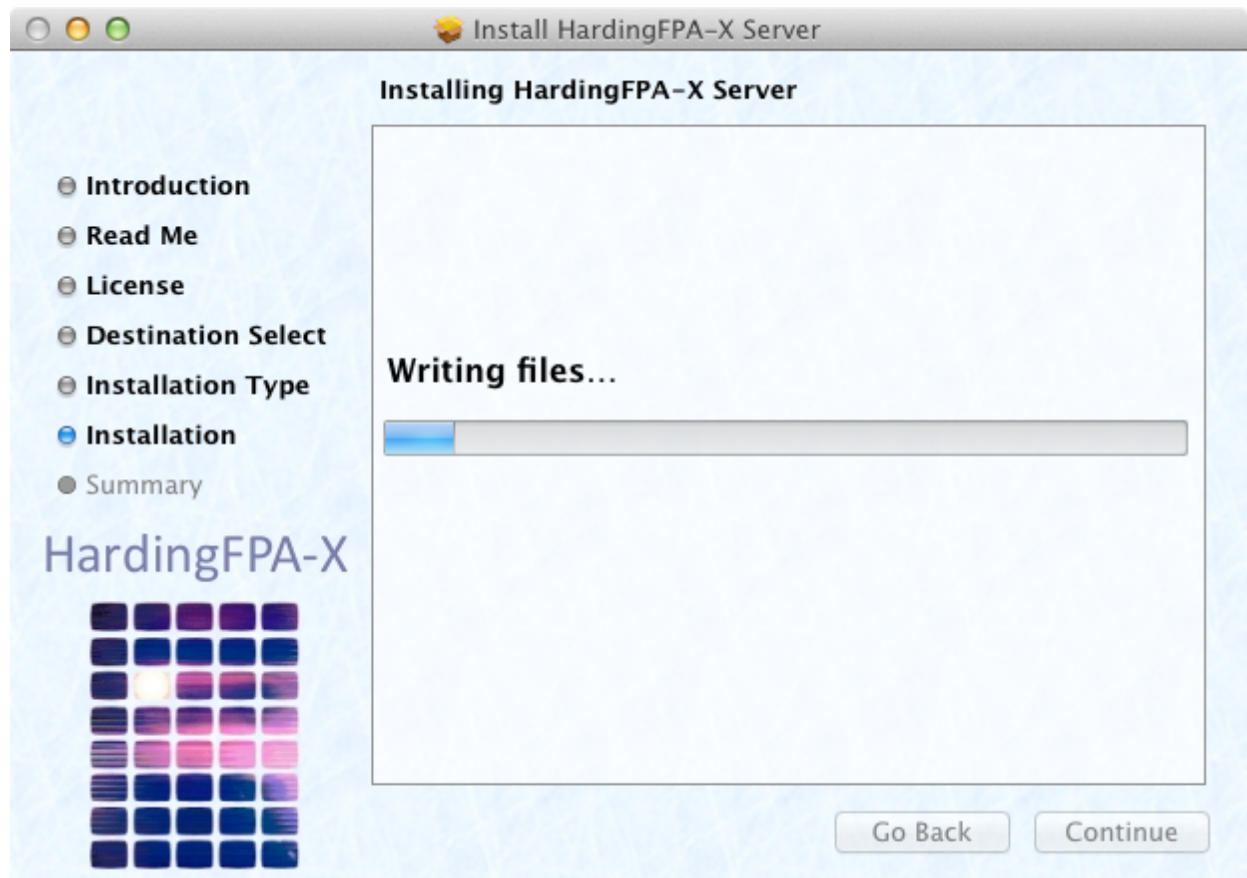 Install HardingFPA-X Server
Installing HardingFPA-X Server
Introduction
Read Me
License
Destination Select
Installation Type
Installation
Summary
HardingFPA-X
Writing files...
Go Back
Continue